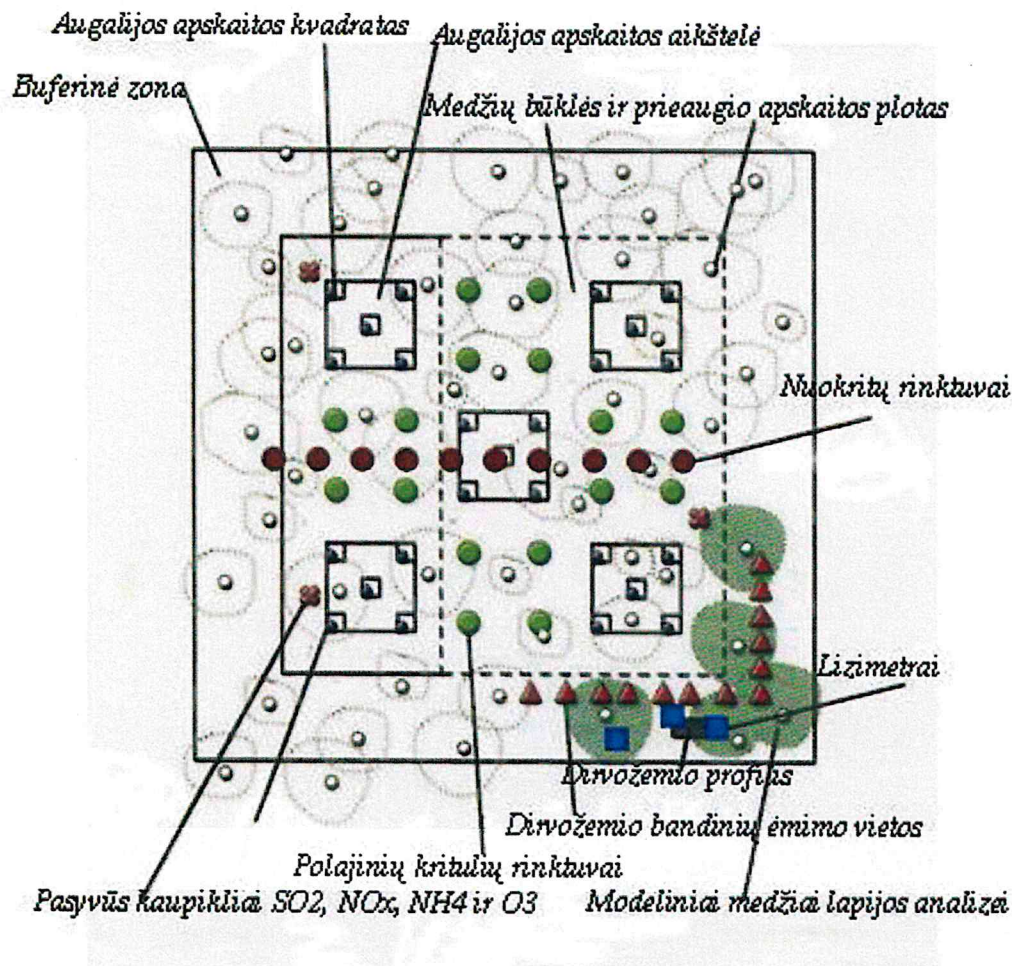 Augalijos apskaitos kvadratas
Augalijos apskaitos aikštelė
Buferinė zona
Medžių būklės ir prieaugio apskaitos plotas
Nuokritų rinktuvai
Lizimetrai
Dirvožemio profilis
Dirvožemio bandinių ėmimo vietos
Polajinių kritulių rinktuvai
Pasyvūs kaupikliai SO2, NOx, NH4 ir O3
Modeliniai medžiai lapijos analizei